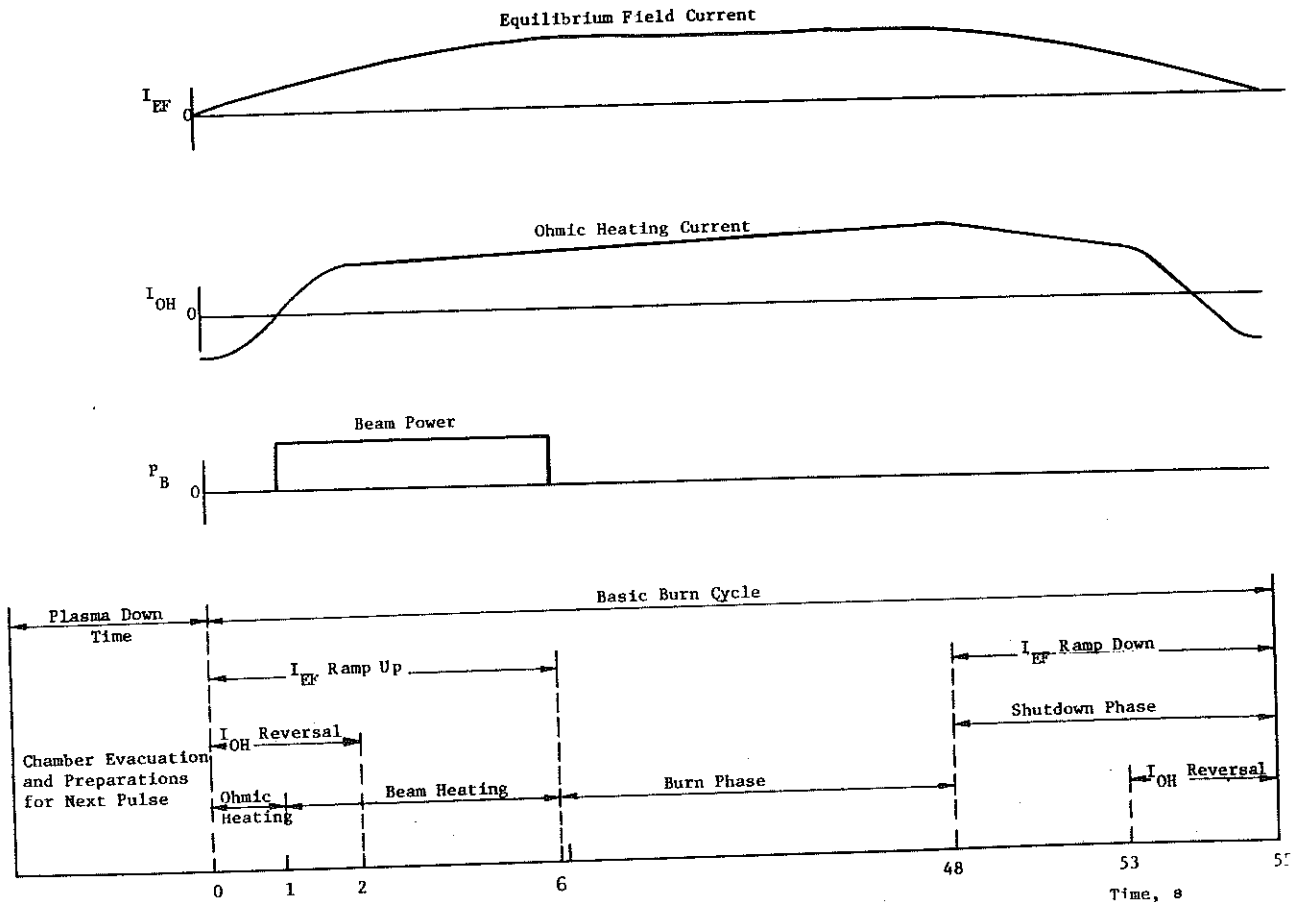 Equilibrium Field Current
I_EF 0
Ohmic Heating Current
I_OH 0
Beam Power
P_B 0
Basic Burn Cycle
Plasma Down
Time
I_EF Ramp Up
I_EF Ramp Down
Shutdown Phase
I_OH Reversal
Chamber Evacuation
and Preparations
for Next Pulse
Ohmic
Heating
Beam Heating
Burn Phase
I_OH Reversal
0 1 2 6 48 53
Time, s